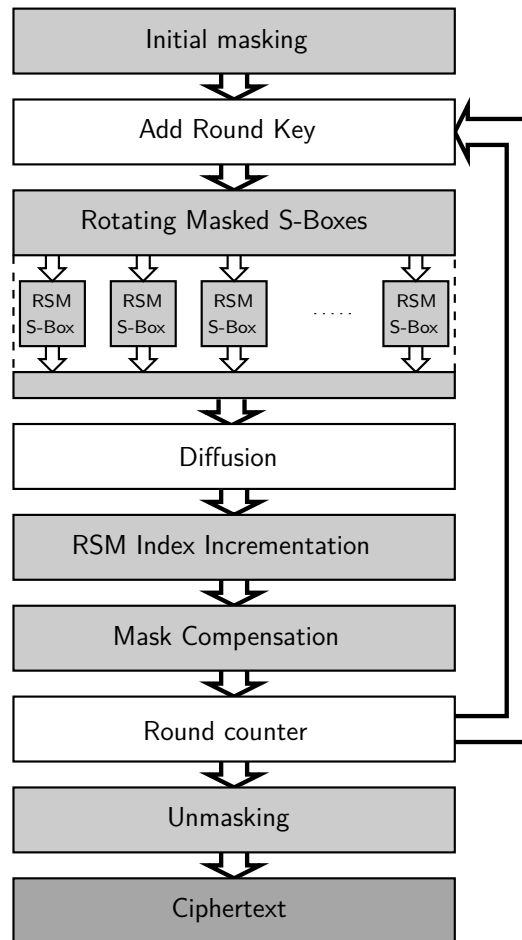 Initial masking
Add Round Key
Rotating Masked S-Boxes
RSM RSM RSM RSM
S-Box S-Box S-Box ..... S-Box
Diffusion
RSM Index Incrementation
Mask Compensation
Round counter
Unmasking
Ciphertext